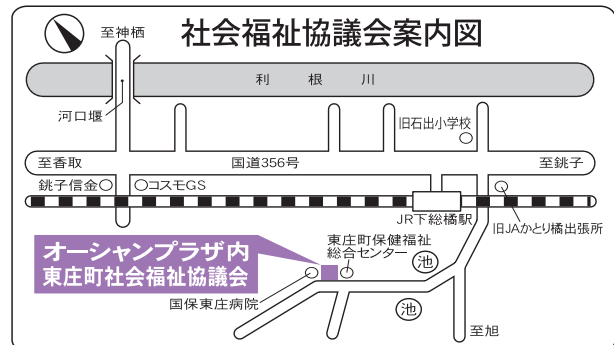 社会福祉協議会案内図
至神栖
利根川
河口堰
旧石出小学校
至香取
国道356号
至銚子
銚子信金
コスモGS
JR下総橘駅
旧JAかとり橘出張所
オーシャンプラザ内
東庄町社会福祉協議会
東庄町保健福祉
総合センター
池
国保東庄病院
池
至旭